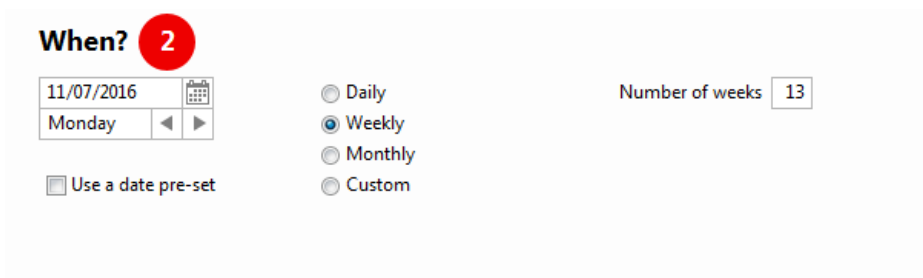 When? 2
11/07/2016 Daily Number of weeks 13
Monday Weekly
Monthly
Use a date pre-set Custom